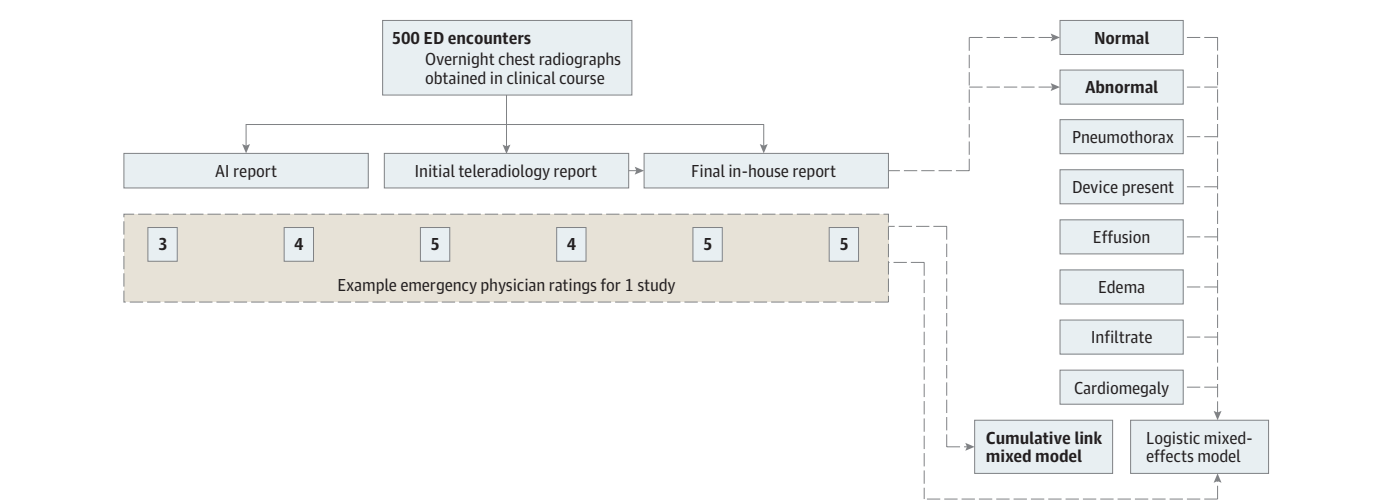 500 ED encounters
Overnight chest radiographs
obtained in clinical course
AI report
Initial teleradiology report
Final in-house report
3 4 5 4 5 5
Example emergency physician ratings for 1 study
Normal
Abnormal
Pneumothorax
Device present
Effusion
Edema
Infiltrate
Cardiomegaly
Cumulative link
mixed model
Logistic mixed-
effects model